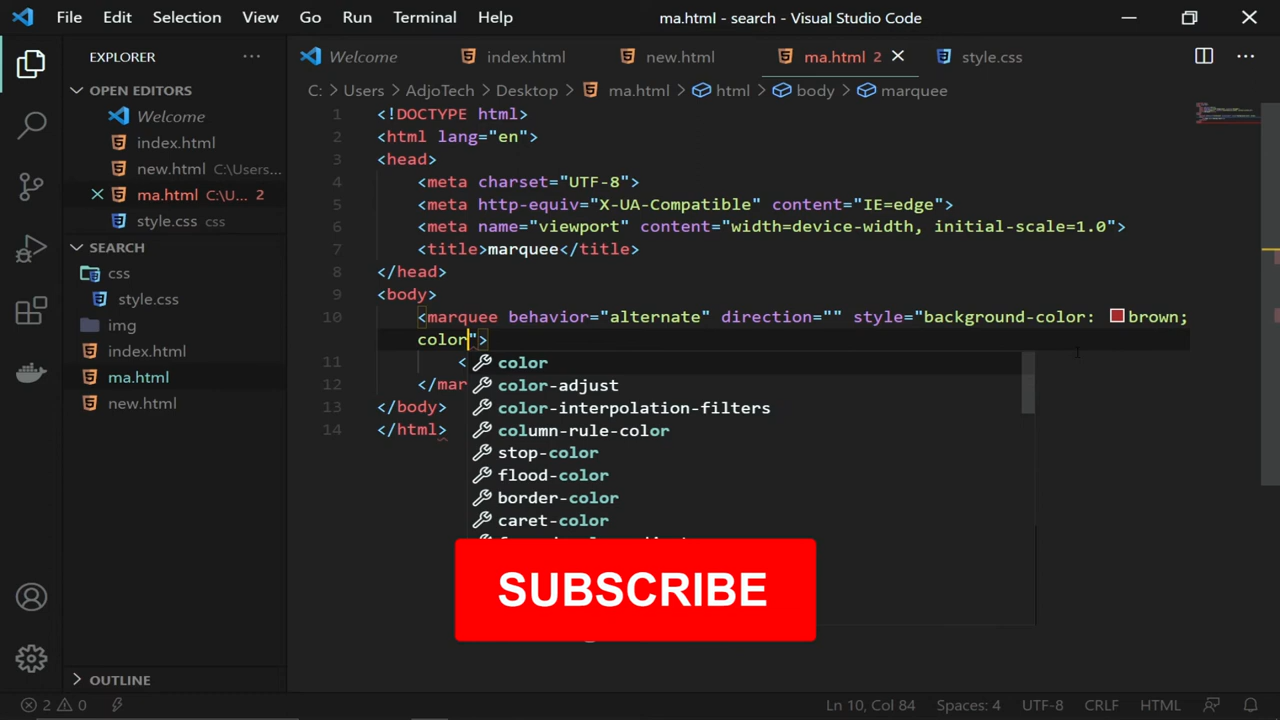 File Edit Selection View Go Run Terminal Help ma.html - search - Visual Studio Code
EXPLORER
Welcome index.html new.html ma.html 2 style.css
OPEN EDITORS
Welcome
index.html
new.html C:\Users...
ma.html C:\U... 2
style.css css
SEARCH
css
style.css
img
index.html
ma.html
new.html
OUTLINE
C: > Users > AdjoTech > Desktop > ma.html > html > body > marquee
1 <!DOCTYPE html>
2 <html lang="en">
3 <head>
4 <meta charset="UTF-8">
5 <meta http-equiv="X-UA-Compatible" content="IE=edge">
6 <meta name="viewport" content="width=device-width, initial-scale=1.0">
7 <title>marquee</title>
8 </head>
9 <body>
10 <marquee behavior="alternate" direction="" style="background-color: brown;
color">
11 <
12 </mar
13 </body>
14 </html>
color
color-adjust
color-interpolation-filters
column-rule-color
stop-color
flood-color
border-color
caret-color
SUBSCRIBE
2 0 Ln 10, Col 84 Spaces: 4 UTF-8 CRLF HTML